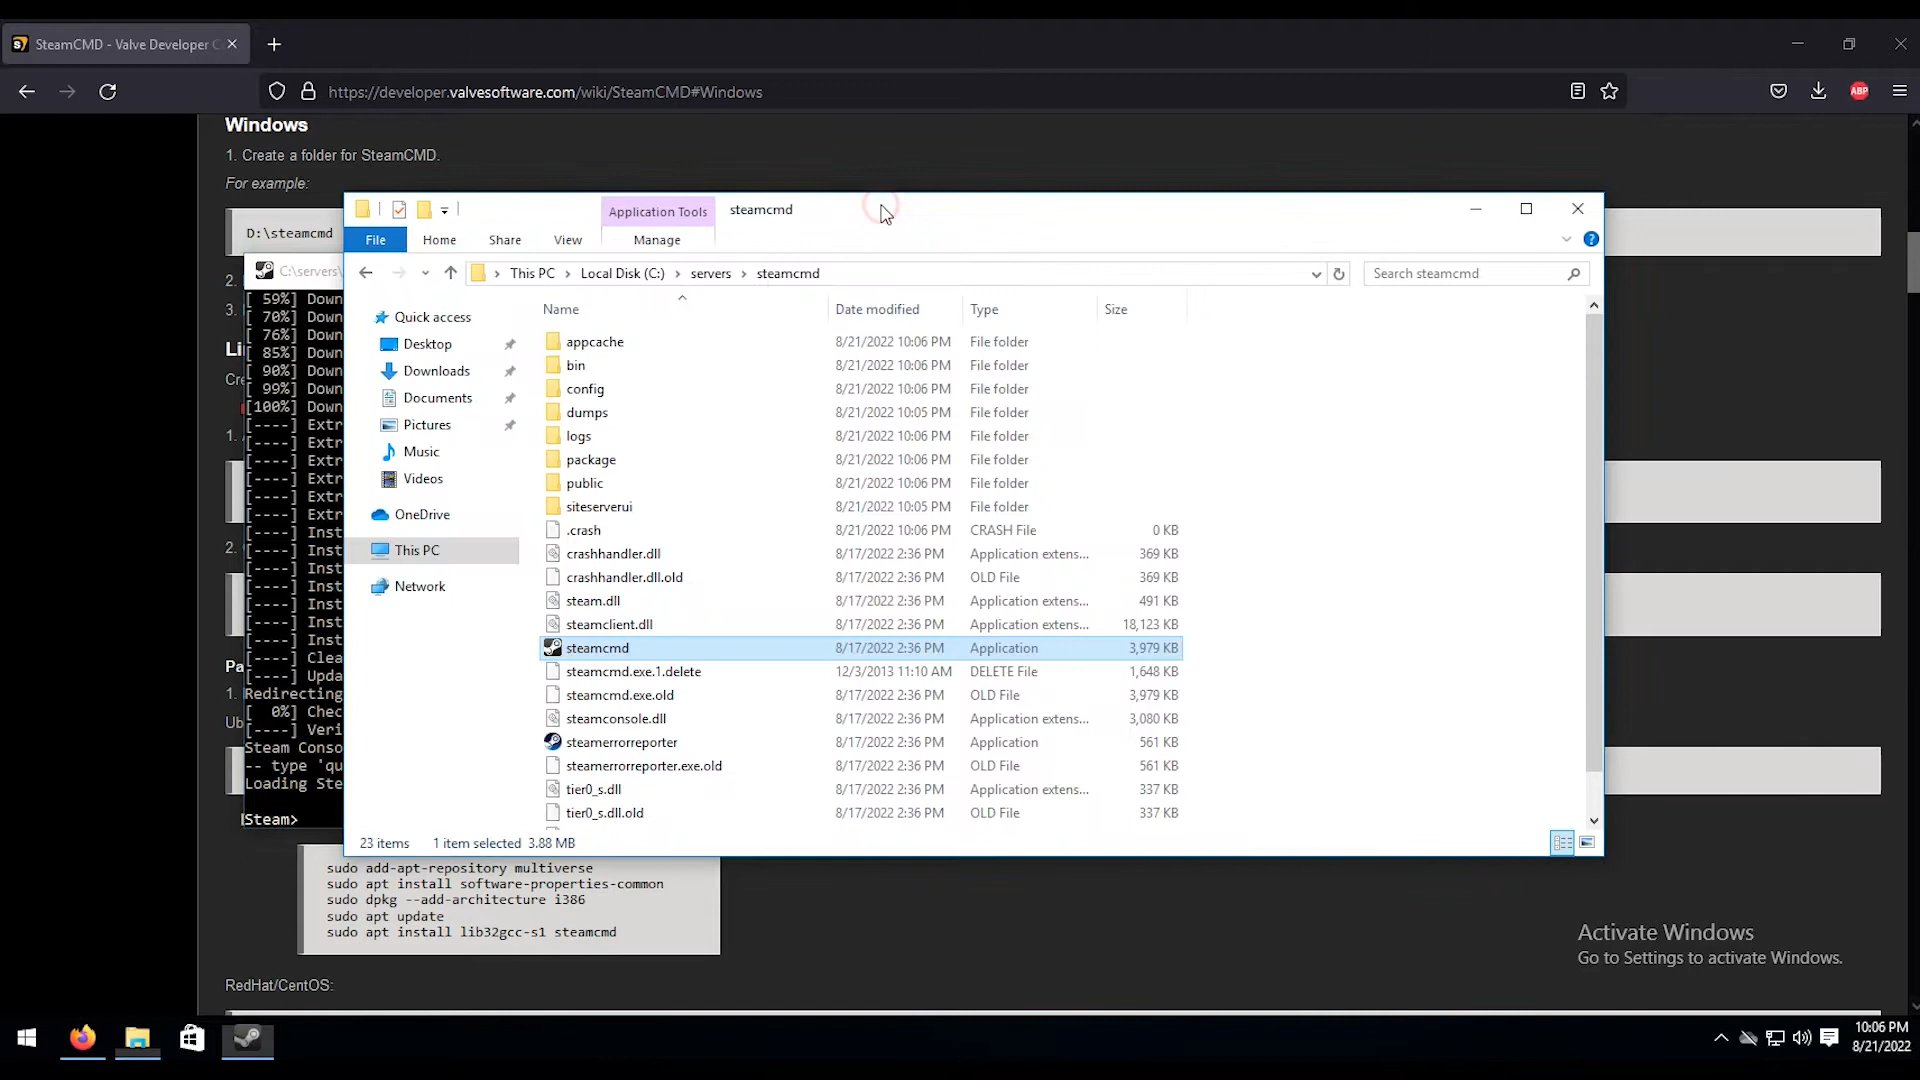 SteamCMD - Valve Developer C
https://developer.valvesoftware.com/wiki/SteamCMD#Windows
ABP
Windows
1. Create a folder for SteamCMD.
For example:
D:\steamcmd
2.
3.
Li
Cre
1.
2.
Pa
1.
Ub
C:\servers\
[ 59%] Down
[ 70%] Down
[ 76%] Down
[ 85%] Down
[ 90%] Down
[ 99%] Down
[100%] Down
[----] Extr
[----] Extr
[----] Extr
[----] Extr
[----] Extr
[----] Extr
[----] Inst
[----] Inst
[----] Inst
[----] Inst
[----] Inst
[----] Inst
[----] Inst
[----] Clea
[----] Upda
Redirecting
[  0%] Chec
[----] Veri
Steam Conso
-- type 'qu
Loading Ste
Steam>
Application Tools
steamcmd
File
Home
Share
View
Manage
This PC > Local Disk (C:) > servers > steamcmd
Search steamcmd
Quick access
Desktop
Downloads
Documents
Pictures
Music
Videos
OneDrive
This PC
Network
Name Date modified Type Size
appcache 8/21/2022 10:06 PM File folder
bin 8/21/2022 10:06 PM File folder
config 8/21/2022 10:06 PM File folder
dumps 8/21/2022 10:05 PM File folder
logs 8/21/2022 10:06 PM File folder
package 8/21/2022 10:06 PM File folder
public 8/21/2022 10:06 PM File folder
siteserverui 8/21/2022 10:05 PM File folder
.crash 8/21/2022 10:06 PM CRASH File 0 KB
crashhandler.dll 8/17/2022 2:36 PM Application extens... 369 KB
crashhandler.dll.old 8/17/2022 2:36 PM OLD File 369 KB
steam.dll 8/17/2022 2:36 PM Application extens... 491 KB
steamclient.dll 8/17/2022 2:36 PM Application extens... 18,123 KB
steamcmd 8/17/2022 2:36 PM Application 3,979 KB
steamcmd.exe.1.delete 12/3/2013 11:10 AM DELETE File 1,648 KB
steamcmd.exe.old 8/17/2022 2:36 PM OLD File 3,979 KB
steamconsole.dll 8/17/2022 2:36 PM Application extens... 3,080 KB
steamerrorreporter 8/17/2022 2:36 PM Application 561 KB
steamerrorreporter.exe.old 8/17/2022 2:36 PM OLD File 561 KB
tier0_s.dll 8/17/2022 2:36 PM Application extens... 337 KB
tier0_s.dll.old 8/17/2022 2:36 PM OLD File 337 KB
23 items 1 item selected 3.88 MB
sudo add-apt-repository multiverse
sudo apt install software-properties-common
sudo dpkg --add-architecture i386
sudo apt update
sudo apt install lib32gcc-s1 steamcmd
RedHat/CentOS:
Activate Windows
Go to Settings to activate Windows.
10:06 PM
8/21/2022